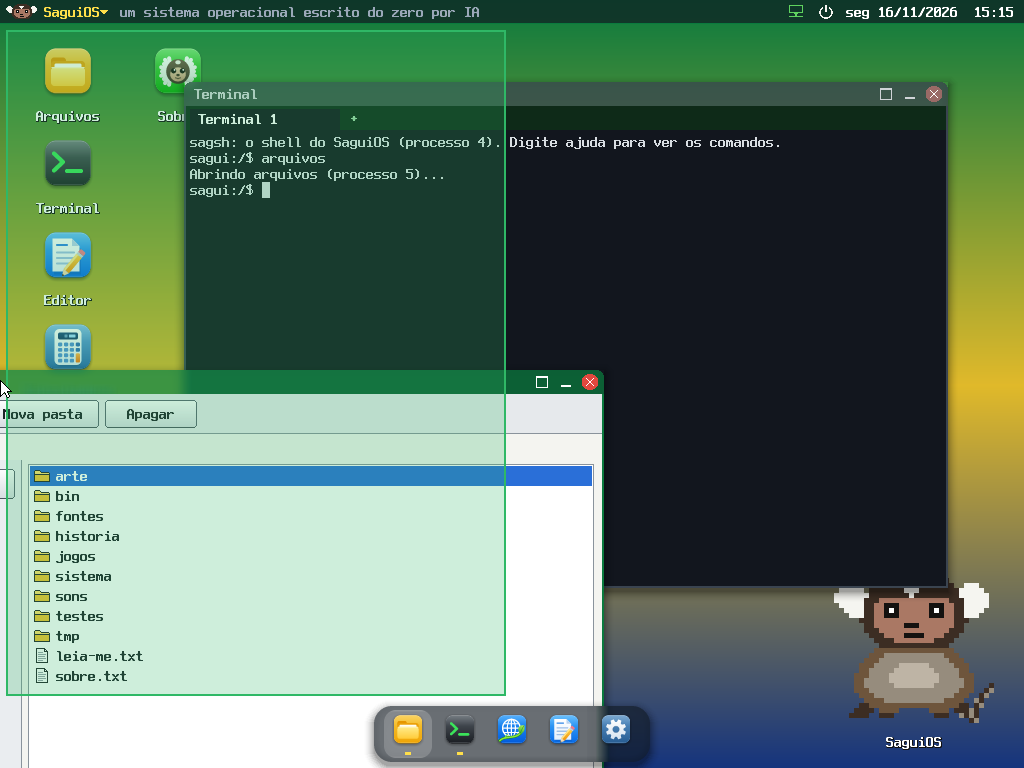 SaguiOS um sistema operacional escrito do zero por IA seg 16/11/2026 15:15
Arquivos
Terminal
Editor
Terminal
Terminal 1 +
sagsh: o shell do SaguiOS (processo 4). Digite ajuda para ver os comandos.
sagui:/$ arquivos
Abrindo arquivos (processo 5)...
sagui:/$
Nova pasta Apagar
arte
bin
fontes
historia
jogos
sistema
sons
testes
tmp
leia-me.txt
sobre.txt
SaguiOS